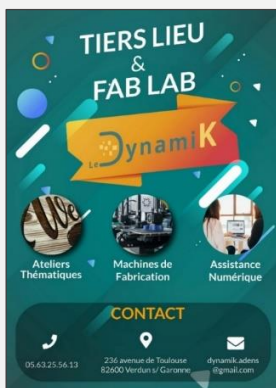 TIERS LIEU
&
FAB LAB
Le DynamiK
Ateliers
Thématiques
Machines de
Fabrication
Assistance
Numérique
CONTACT
05.63.25.56.13
236 avenue de Toulouse
82600 Verdun s/ Garonne
dynamik.adens
@gmail.com